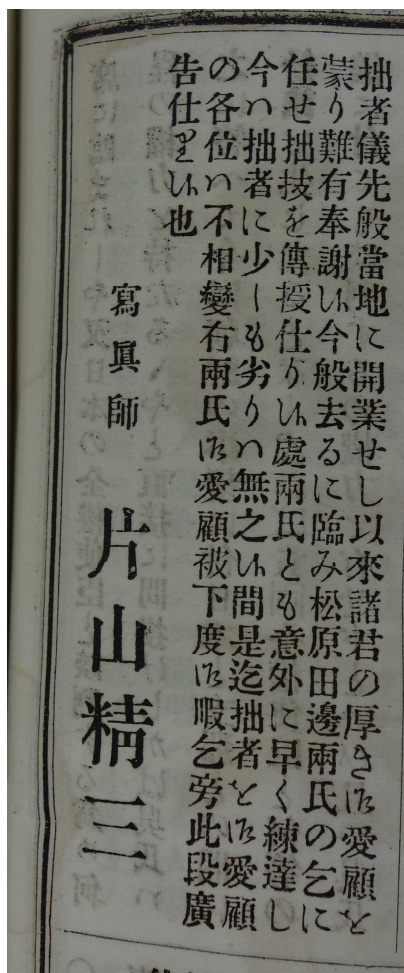 拙者儀先般當地に開業せし以來諸君の厚き御愛顧を
蒙り難有奉謝候今般去るに臨み松原田邊兩氏の乞に
任せ拙技を傳授仕り候處兩氏とも意外に早く練達し
今ハ拙者に少しも劣りハ無之候間是迄拙者を御愛顧
の各位ハ不相變右兩氏御愛顧被下度御暇乞旁此段廣
告仕候也
寫眞師
片山精三